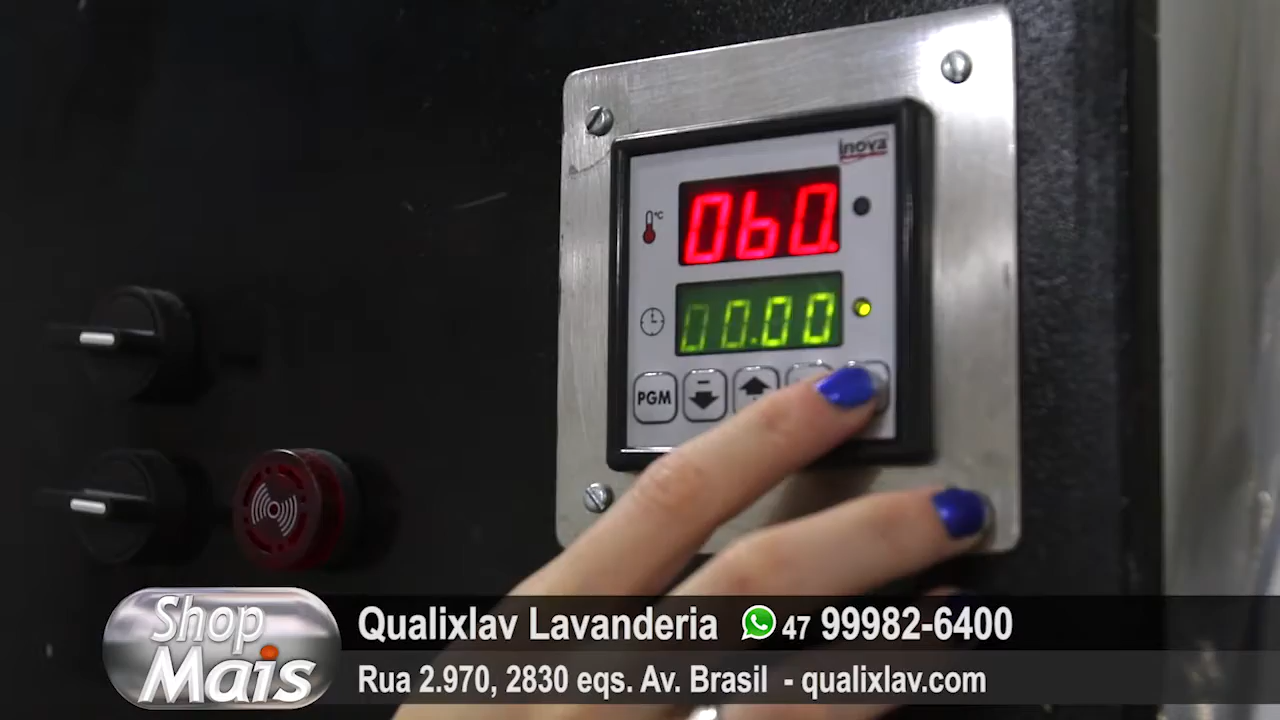 inova
°C
060.
00.00
PGM
Shop
Mais
Qualixlav Lavanderia 47 99982-6400
Rua 2.970, 2830 eqs. Av. Brasil - qualixlav.com